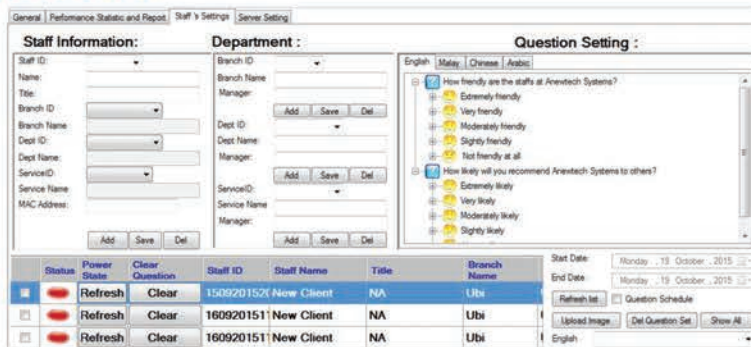 General Performance Statistic and Report Staff's Settings Server Setting
Staff Information:
Staff ID:
Name:
Title:
Branch ID
Branch Name
Dept ID:
Dept Name:
ServiceID:
Service Name
MAC Address:
Add Save Del
Department :
Branch ID
Branch Name
Manager:
Add Save Del
Dept ID:
Dept Name:
Manager:
Add Save Del
ServiceID:
Service Name
Manager:
Add Save Del
Question Setting :
English Malay Chinese Arabic
How friendly are the staffs at Anewtech Systems?
Extremely friendly
Very friendly
Moderately friendly
Slightly friendly
Not friendly at all
How likely will you recommend Anewtech Systems to others?
Extremely likely
Very likely
Moderately likely
Slightly likely
Status Power State Clear Question Staff ID Staff Name Title Branch Name
Refresh Clear 1509201520 New Client NA Ubi
Refresh Clear 160920151 New Client NA Ubi
Refresh Clear 160920151 New Client NA Ubi
Start Date: Monday , 19 October , 2015
End Date: Monday , 19 October , 2015
Refresh list Question Schedule
Upload Image Del Question Set Show All
English